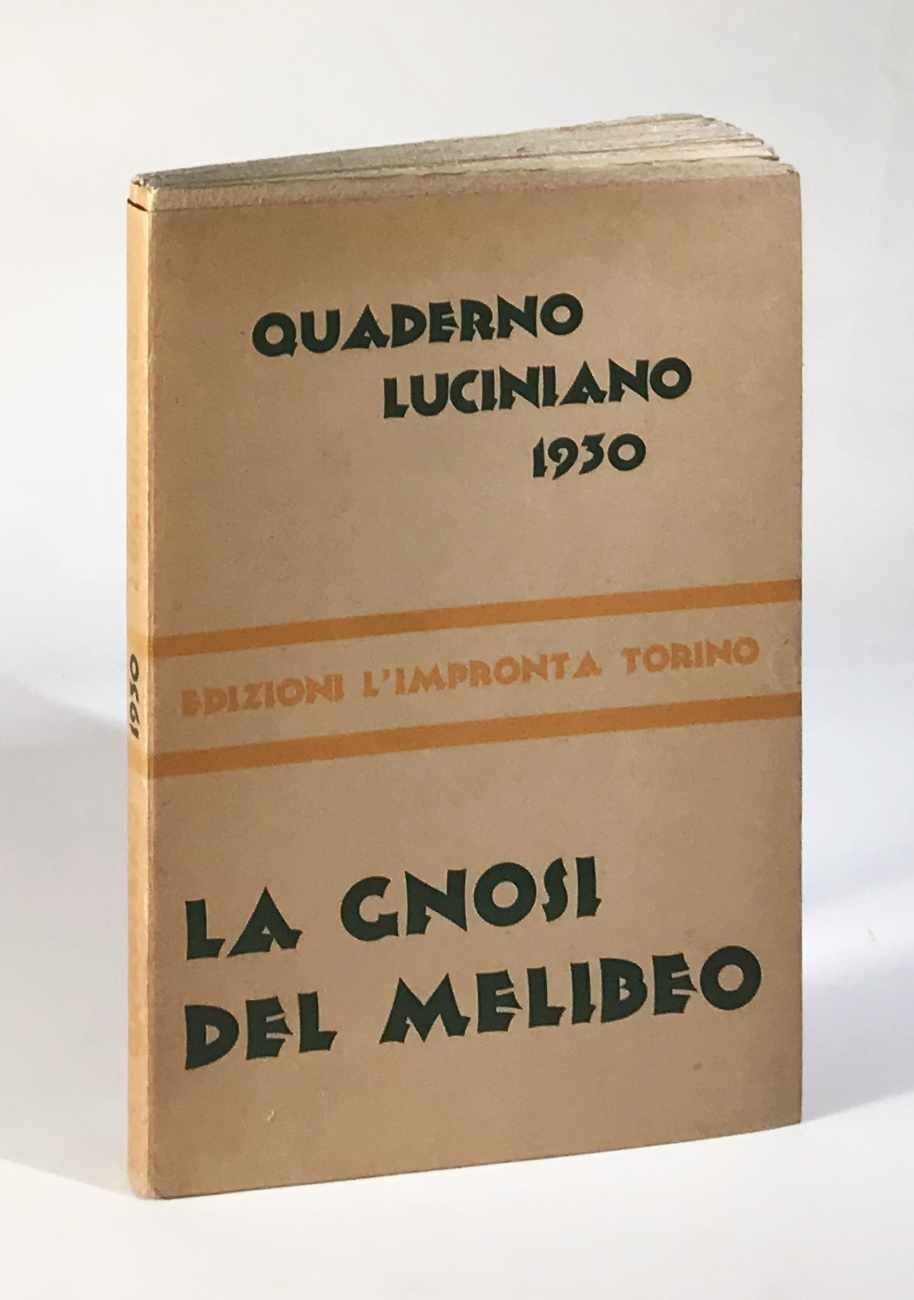 QUADERNO
LUCINIANO
1930
EDIZIONI L'IMPRONTA TORINO
LA GNOSI
DEL MELIBEO
1930